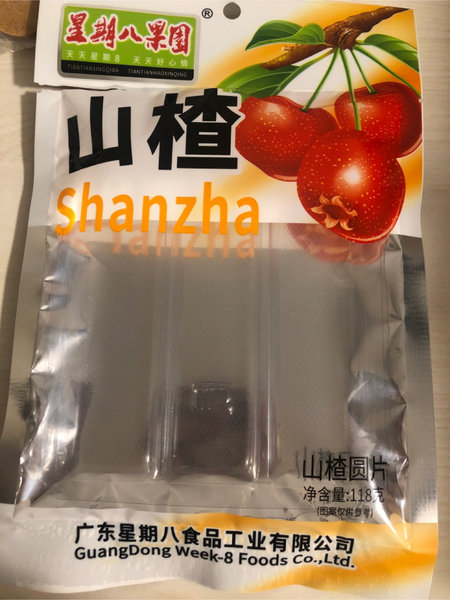 星期八果园®
天天星期8 天天好心情
TIANTIANXINGQIBA TIANTIANHAOXINQING
山楂
shanzha
山楂圆片
净含量:118克
(图案仅供参考)
广东星期八食品工业有限公司
GuangDong Week-8 Foods Co.,Ltd.